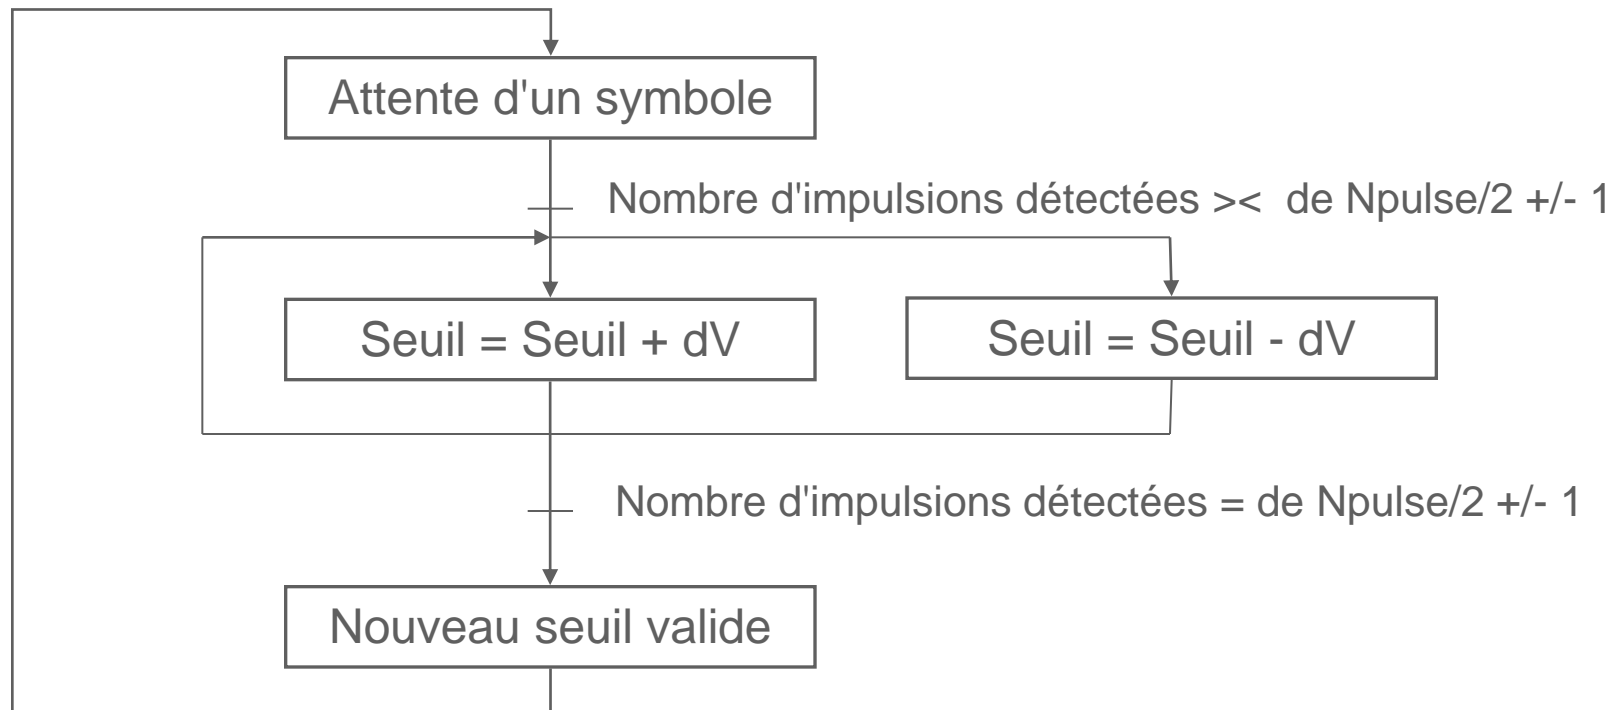 Attente d'un symbole
Nombre d'impulsions détectées >< de Npulse/2 +/- 1
Seuil = Seuil + dV
Seuil = Seuil - dV
Nombre d'impulsions détectées = de Npulse/2 +/- 1
Nouveau seuil valide